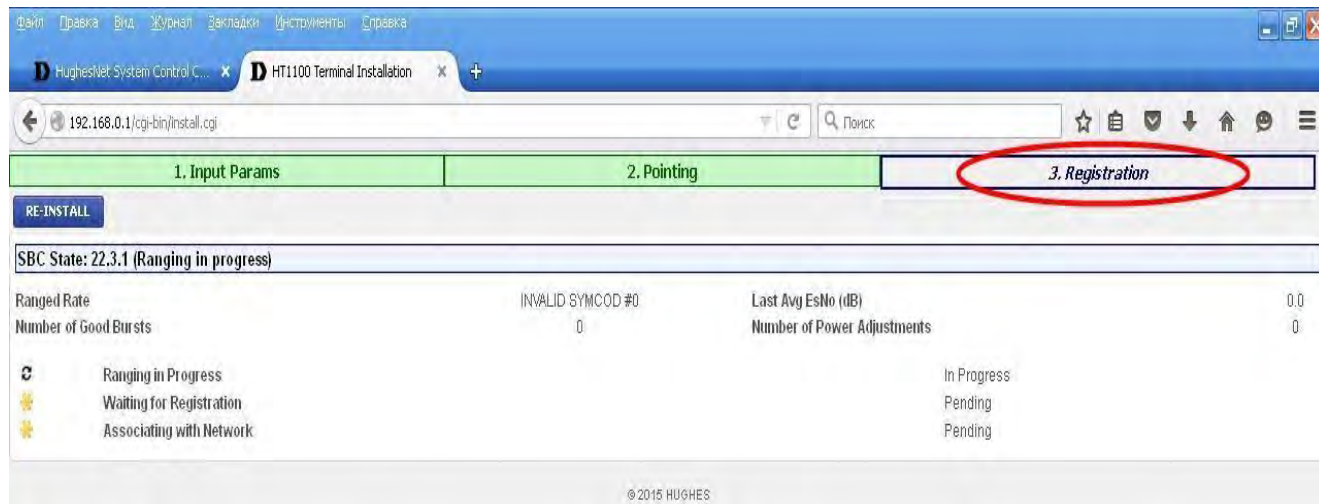 Файл Правка Вид Журнал Закладки Инструменты Справка
HughesNet System Control C... HT1100 Terminal Installation
192.168.0.1/cgi-bin/install.cgi Поиск
1. Input Params 2. Pointing 3. Registration
RE-INSTALL
SBC State: 22.3.1 (Ranging in progress)
Ranged Rate INVALID SYMCOD #0 Last Avg EsNo (dB) 0.0
Number of Good Bursts 0 Number of Power Adjustments 0
Ranging in Progress In Progress
Waiting for Registration Pending
Associating with Network Pending
© 2015 HUGHES